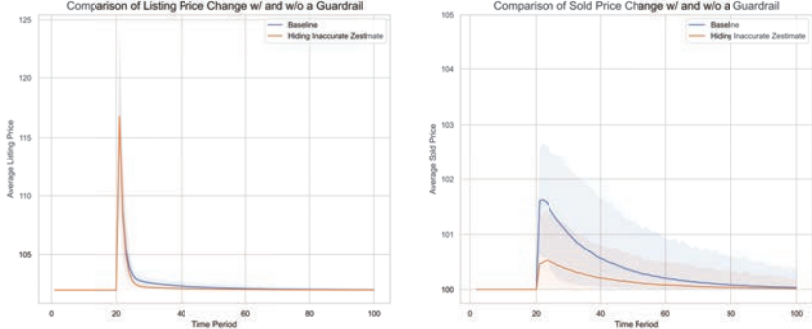 Comparison of Listing Price Change w/ and w/o a Guardrail
125
Baseline
Hiding Inaccurate Zestimate
120
115
110
105
Average Listing Price
0
20
40
60
80
100
Time Period
Comparison of Sold Price Change w/ and w/o a Guardrail
105
Baseline
Hiding Inaccurate Zestimate
104
103
102
101
100
Average Sold Price
0
20
40
60
80
100
Time Feriod